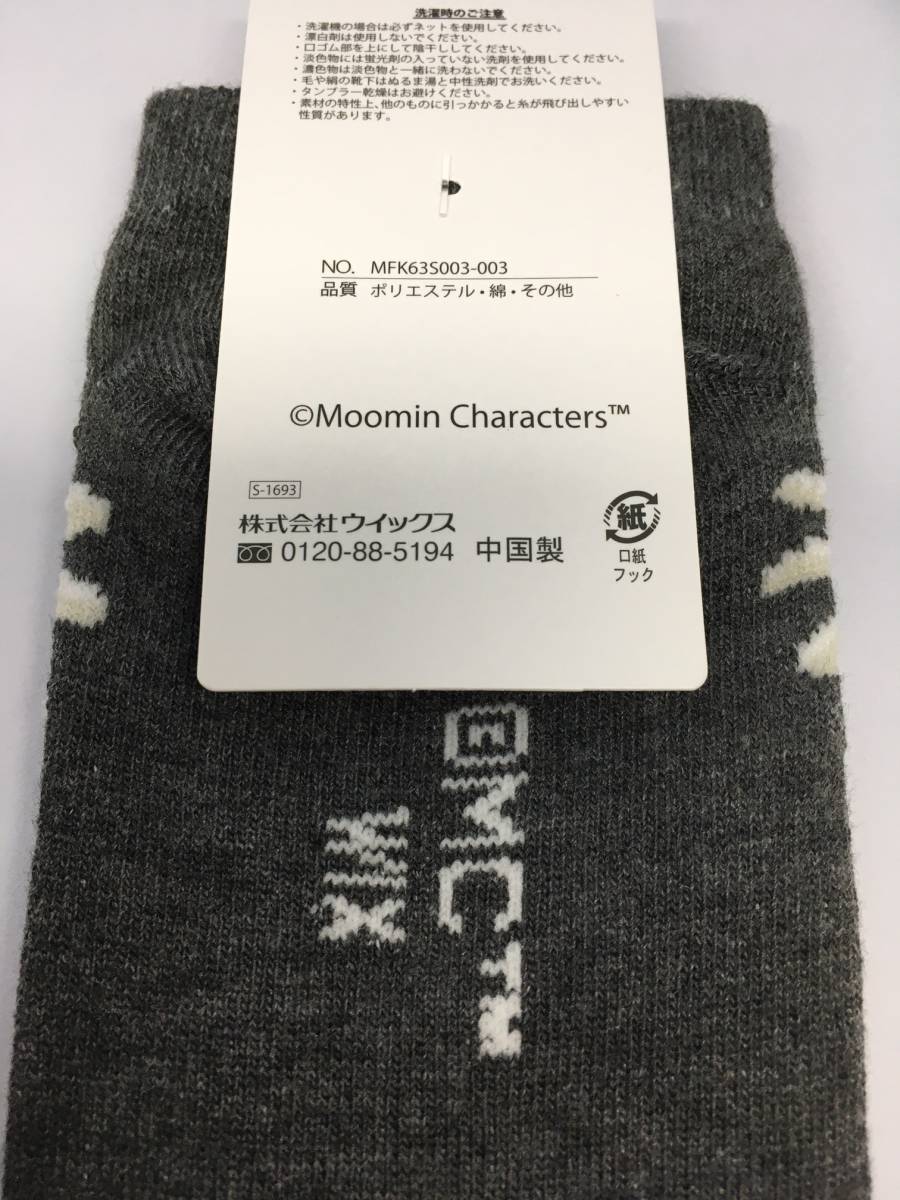 洗濯時のご注意
・洗濯機の場合は必ずネットを使用してください。
・漂白剤は使用しないでください。
・口ゴム部を上にして陰干ししてください。
・淡色物には蛍光剤の入っていない洗剤を使用してください。
・濃色物は淡色物と一緒に洗わないでください。
・毛や絹の靴下はぬるま湯と中性洗剤でお洗いください。
・タンブラー乾燥はお避けください。
・素材の特性上、他のものに引っかかると糸が飛び出しやすい
性質があります。
NO. MFK63S003-003
品質 ポリエステル・綿・その他
©Moomin Characters™
S-1693
株式会社ウイックス
0120-88-5194 中国製
紙
口紙
フック
©MC™
WIX